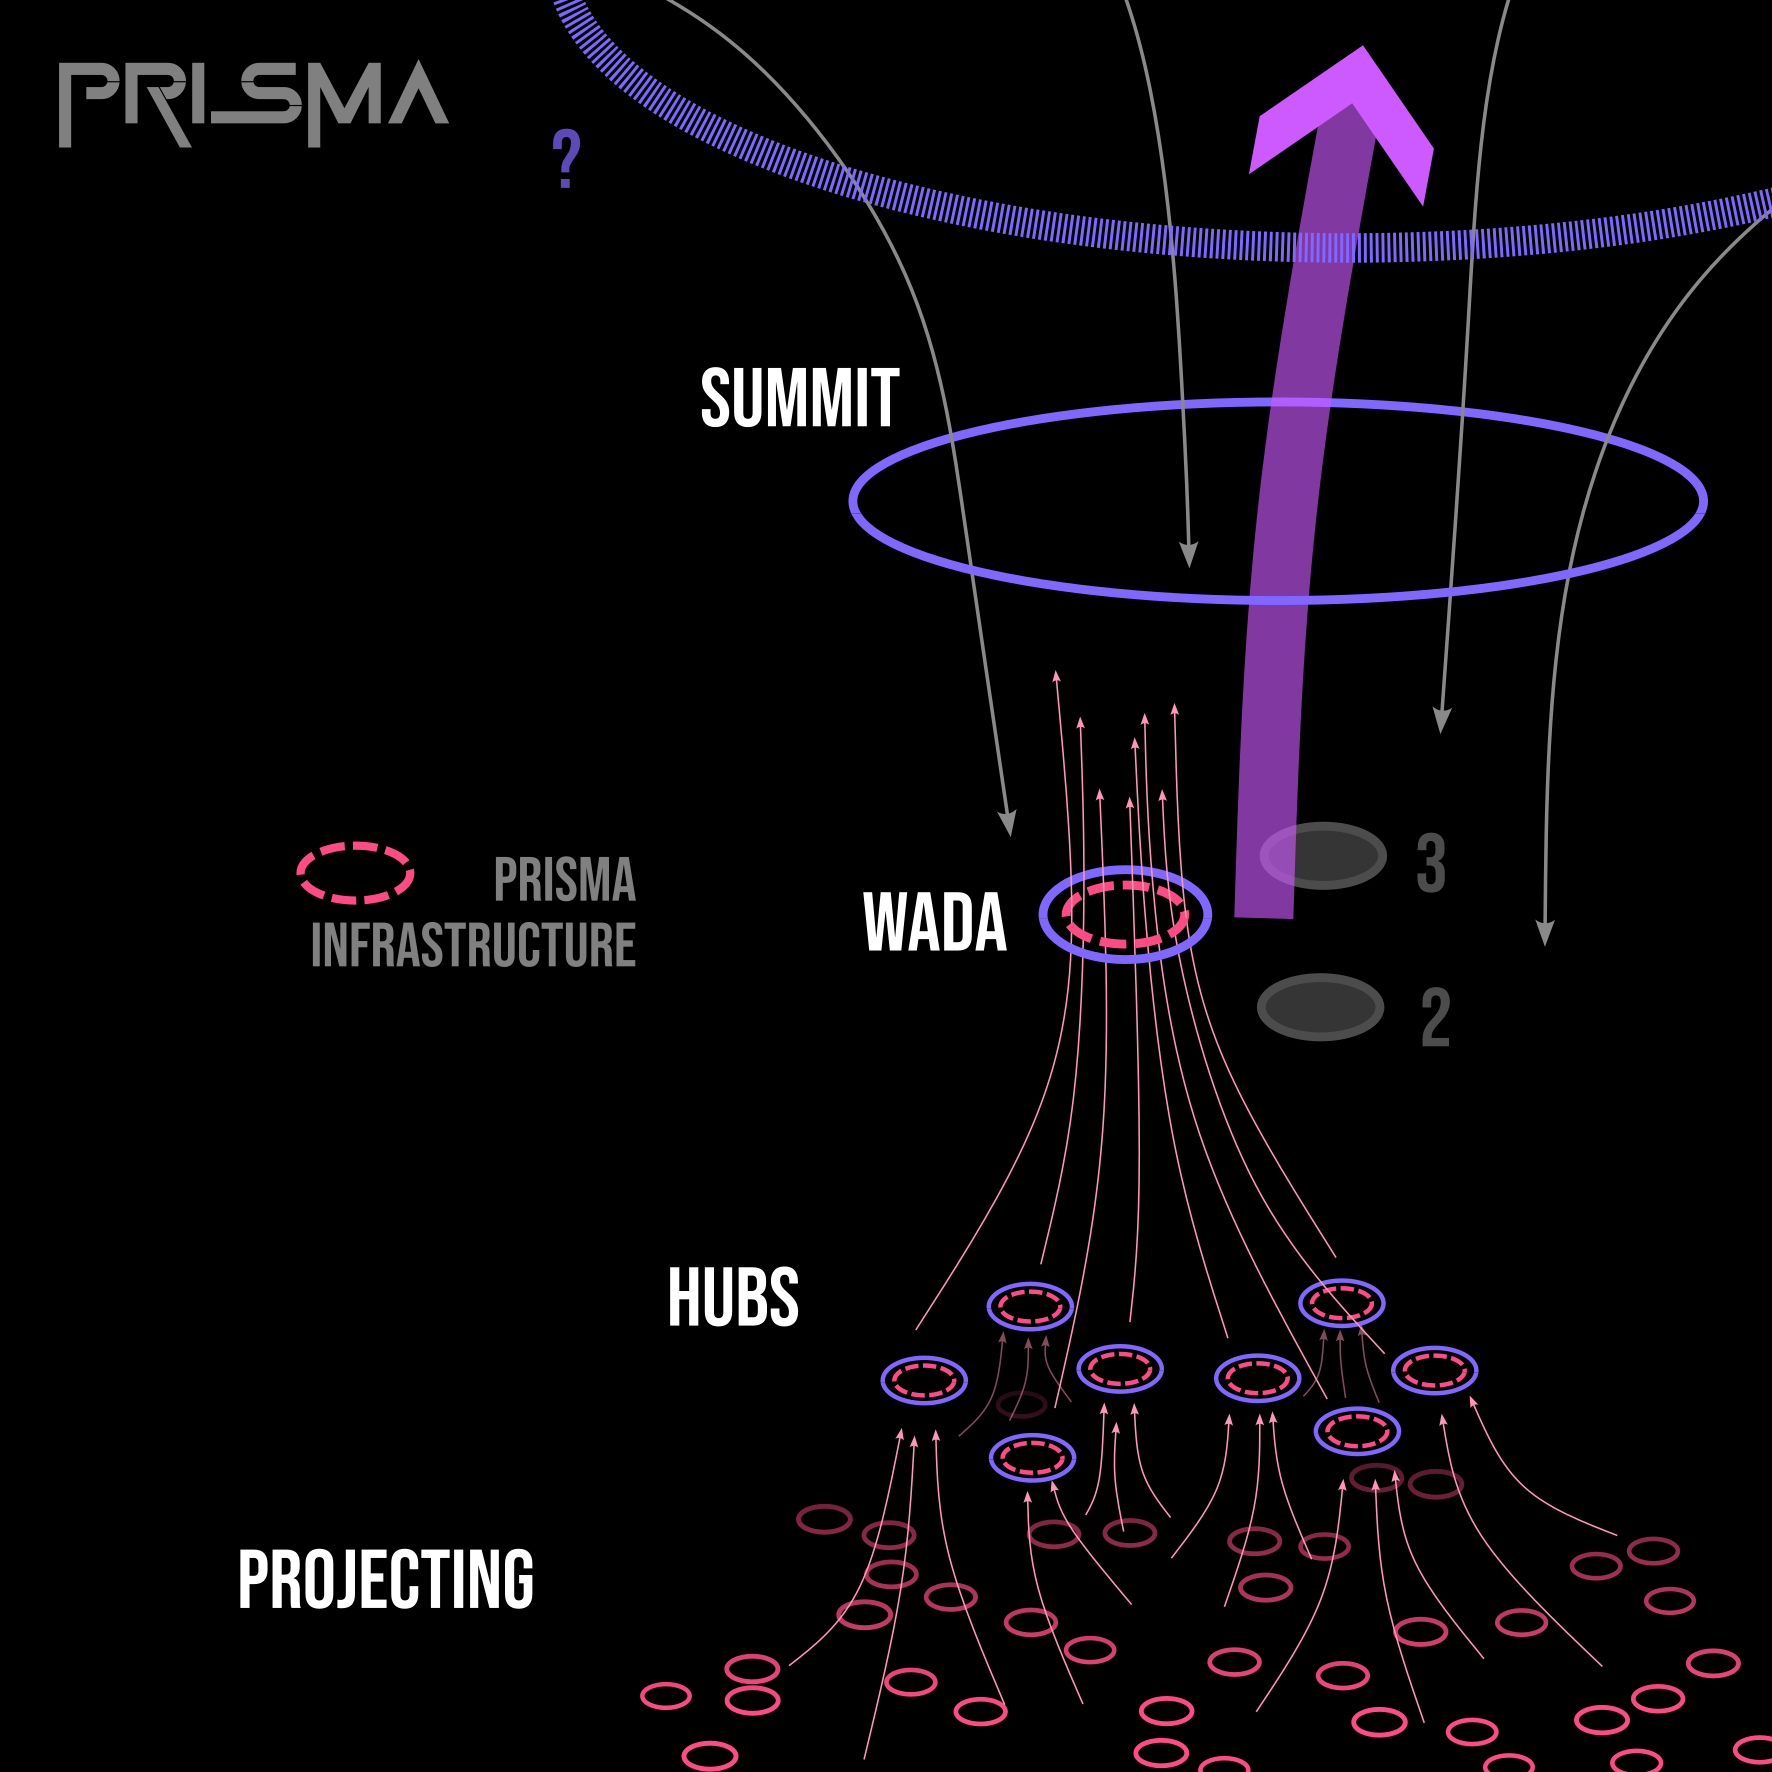 PRISMA
?
SUMMIT
3
PRISMA
INFRASTRUCTURE
WADA
2
HUBS
PROJECTING